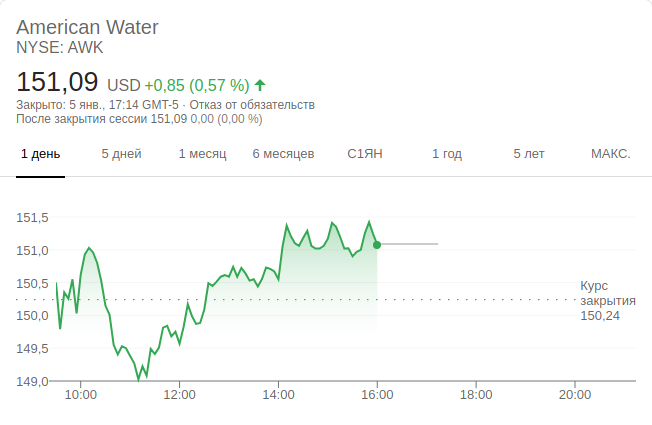 American Water
NYSE: AWK
151,09 USD +0,85 (0,57 %)
Закрыто: 5 янв., 17:14 GMT-5 · Отказ от обязательств
После закрытия сессии 151,09 0,00 (0,00 %)
1 день 5 дней 1 месяц 6 месяцев С1ЯН 1 год 5 лет МАКС.
151,5
151,0
150,5
150,0
149,5
149,0
Курс
закрытия
150,24
10:00 12:00 14:00 16:00 18:00 20:00